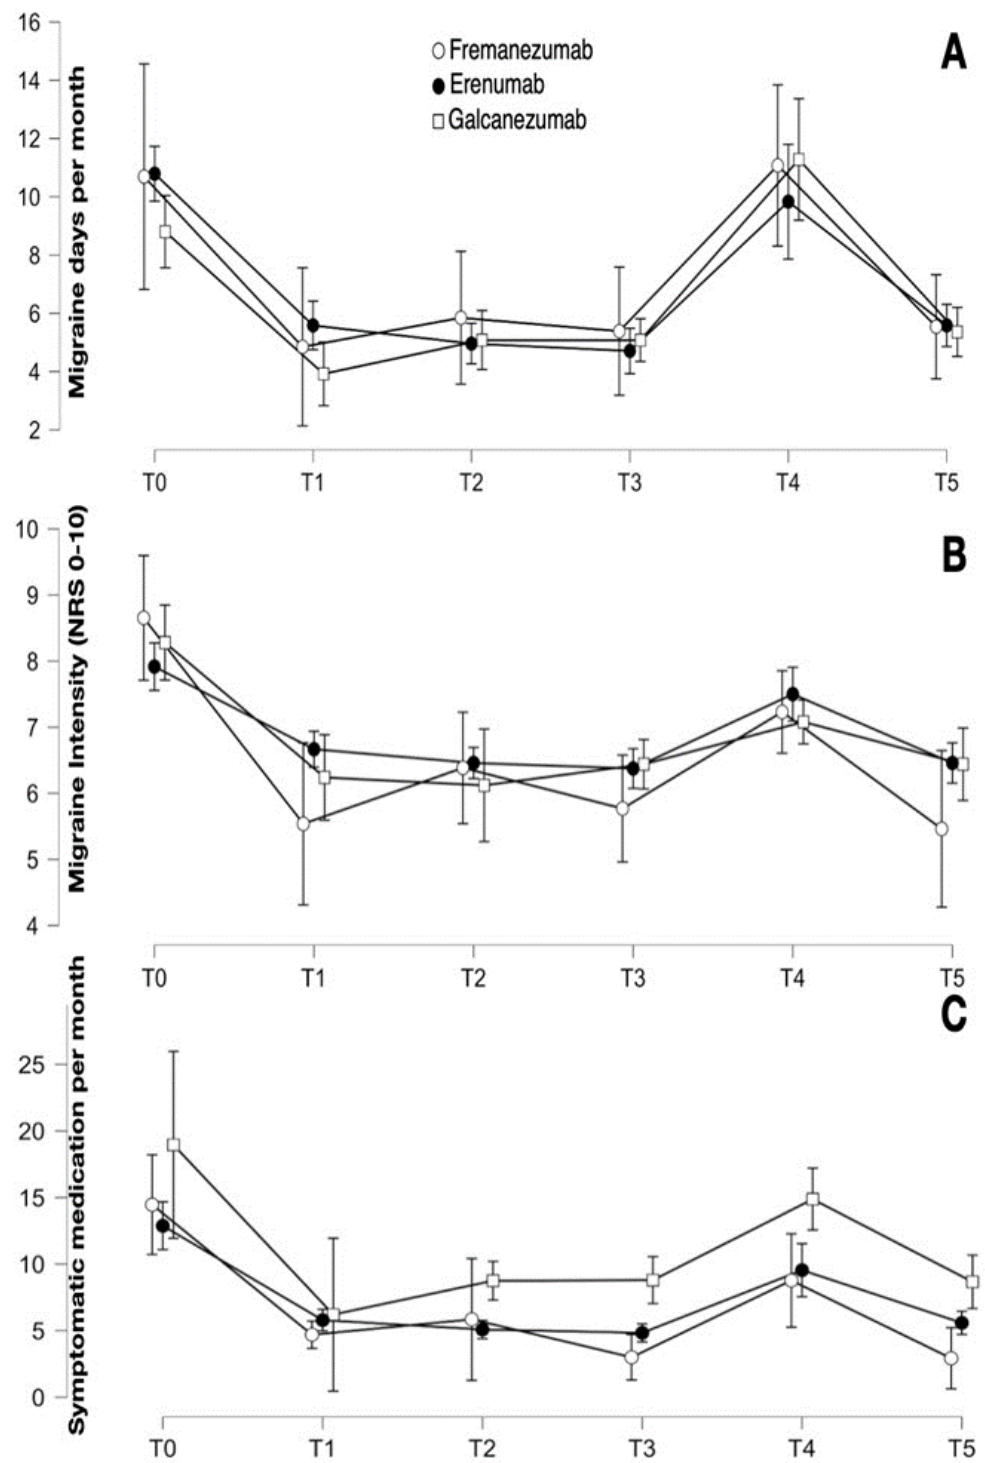 A
Fremanezumab
Erenumab
Galcanezumab
Migraine days per month
16
14
12
10
8
6
4
2
T0 T1 T2 T3 T4 T5
B
Migraine Intensity (NRS 0-10)
10
9
8
7
6
5
4
T0 T1 T2 T3 T4 T5
C
Symptomatic medication per month
25
20
15
10
5
0
T0 T1 T2 T3 T4 T5